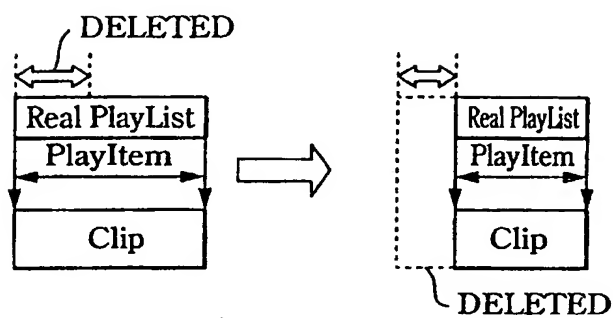 DELETED
Real PlayList
PlayItem
Clip
Real PlayList
PlayItem
Clip
DELETED